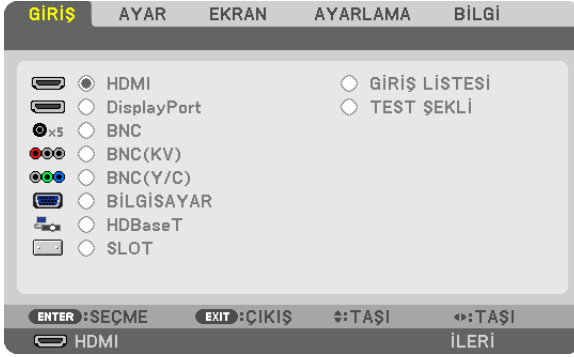 GİRİŞ AYAR EKRAN AYARLAMA BİLGİ
HDMI GİRİŞ LİSTESİ
DisplayPort TEST ŞEKLİ
×5 BNC
BNC(KV)
BNC(Y/C)
BİLGİSAYAR
HDBaseT
SLOT
ENTER :SEÇME EXIT :ÇIKIŞ :TAŞI :TAŞI
HDMI İLERİ